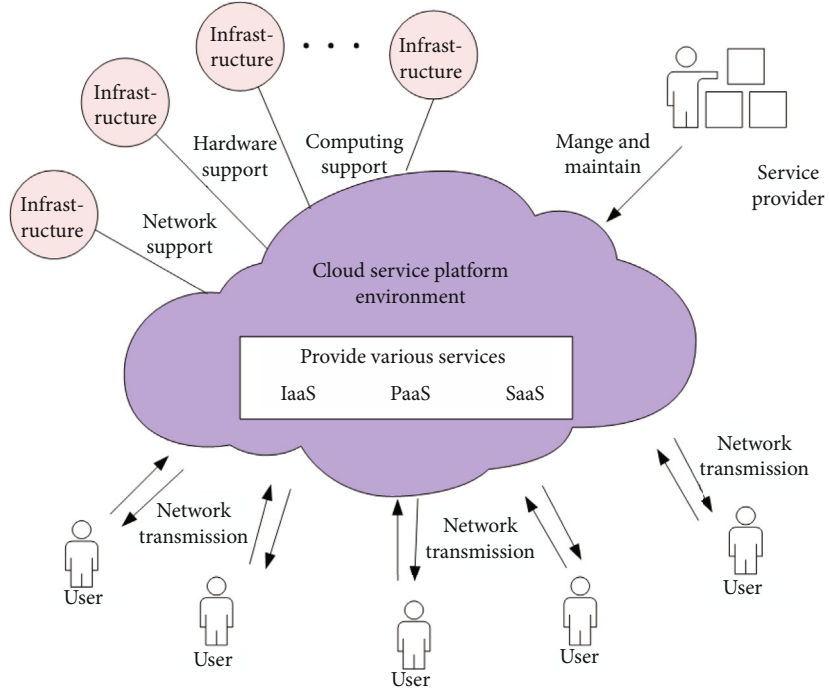 Infrast-
ructure
Infrast-
ructure
Infrast-
ructure
Infrast-
ructure
Hardware
support
Computing
support
Mange and
maintain
Service
provider
Network
support
Cloud service platform
environment
Provide various services
IaaS PaaS SaaS
Network
transmission
Network
transmission
Network
transmission
User
User
User
User
User